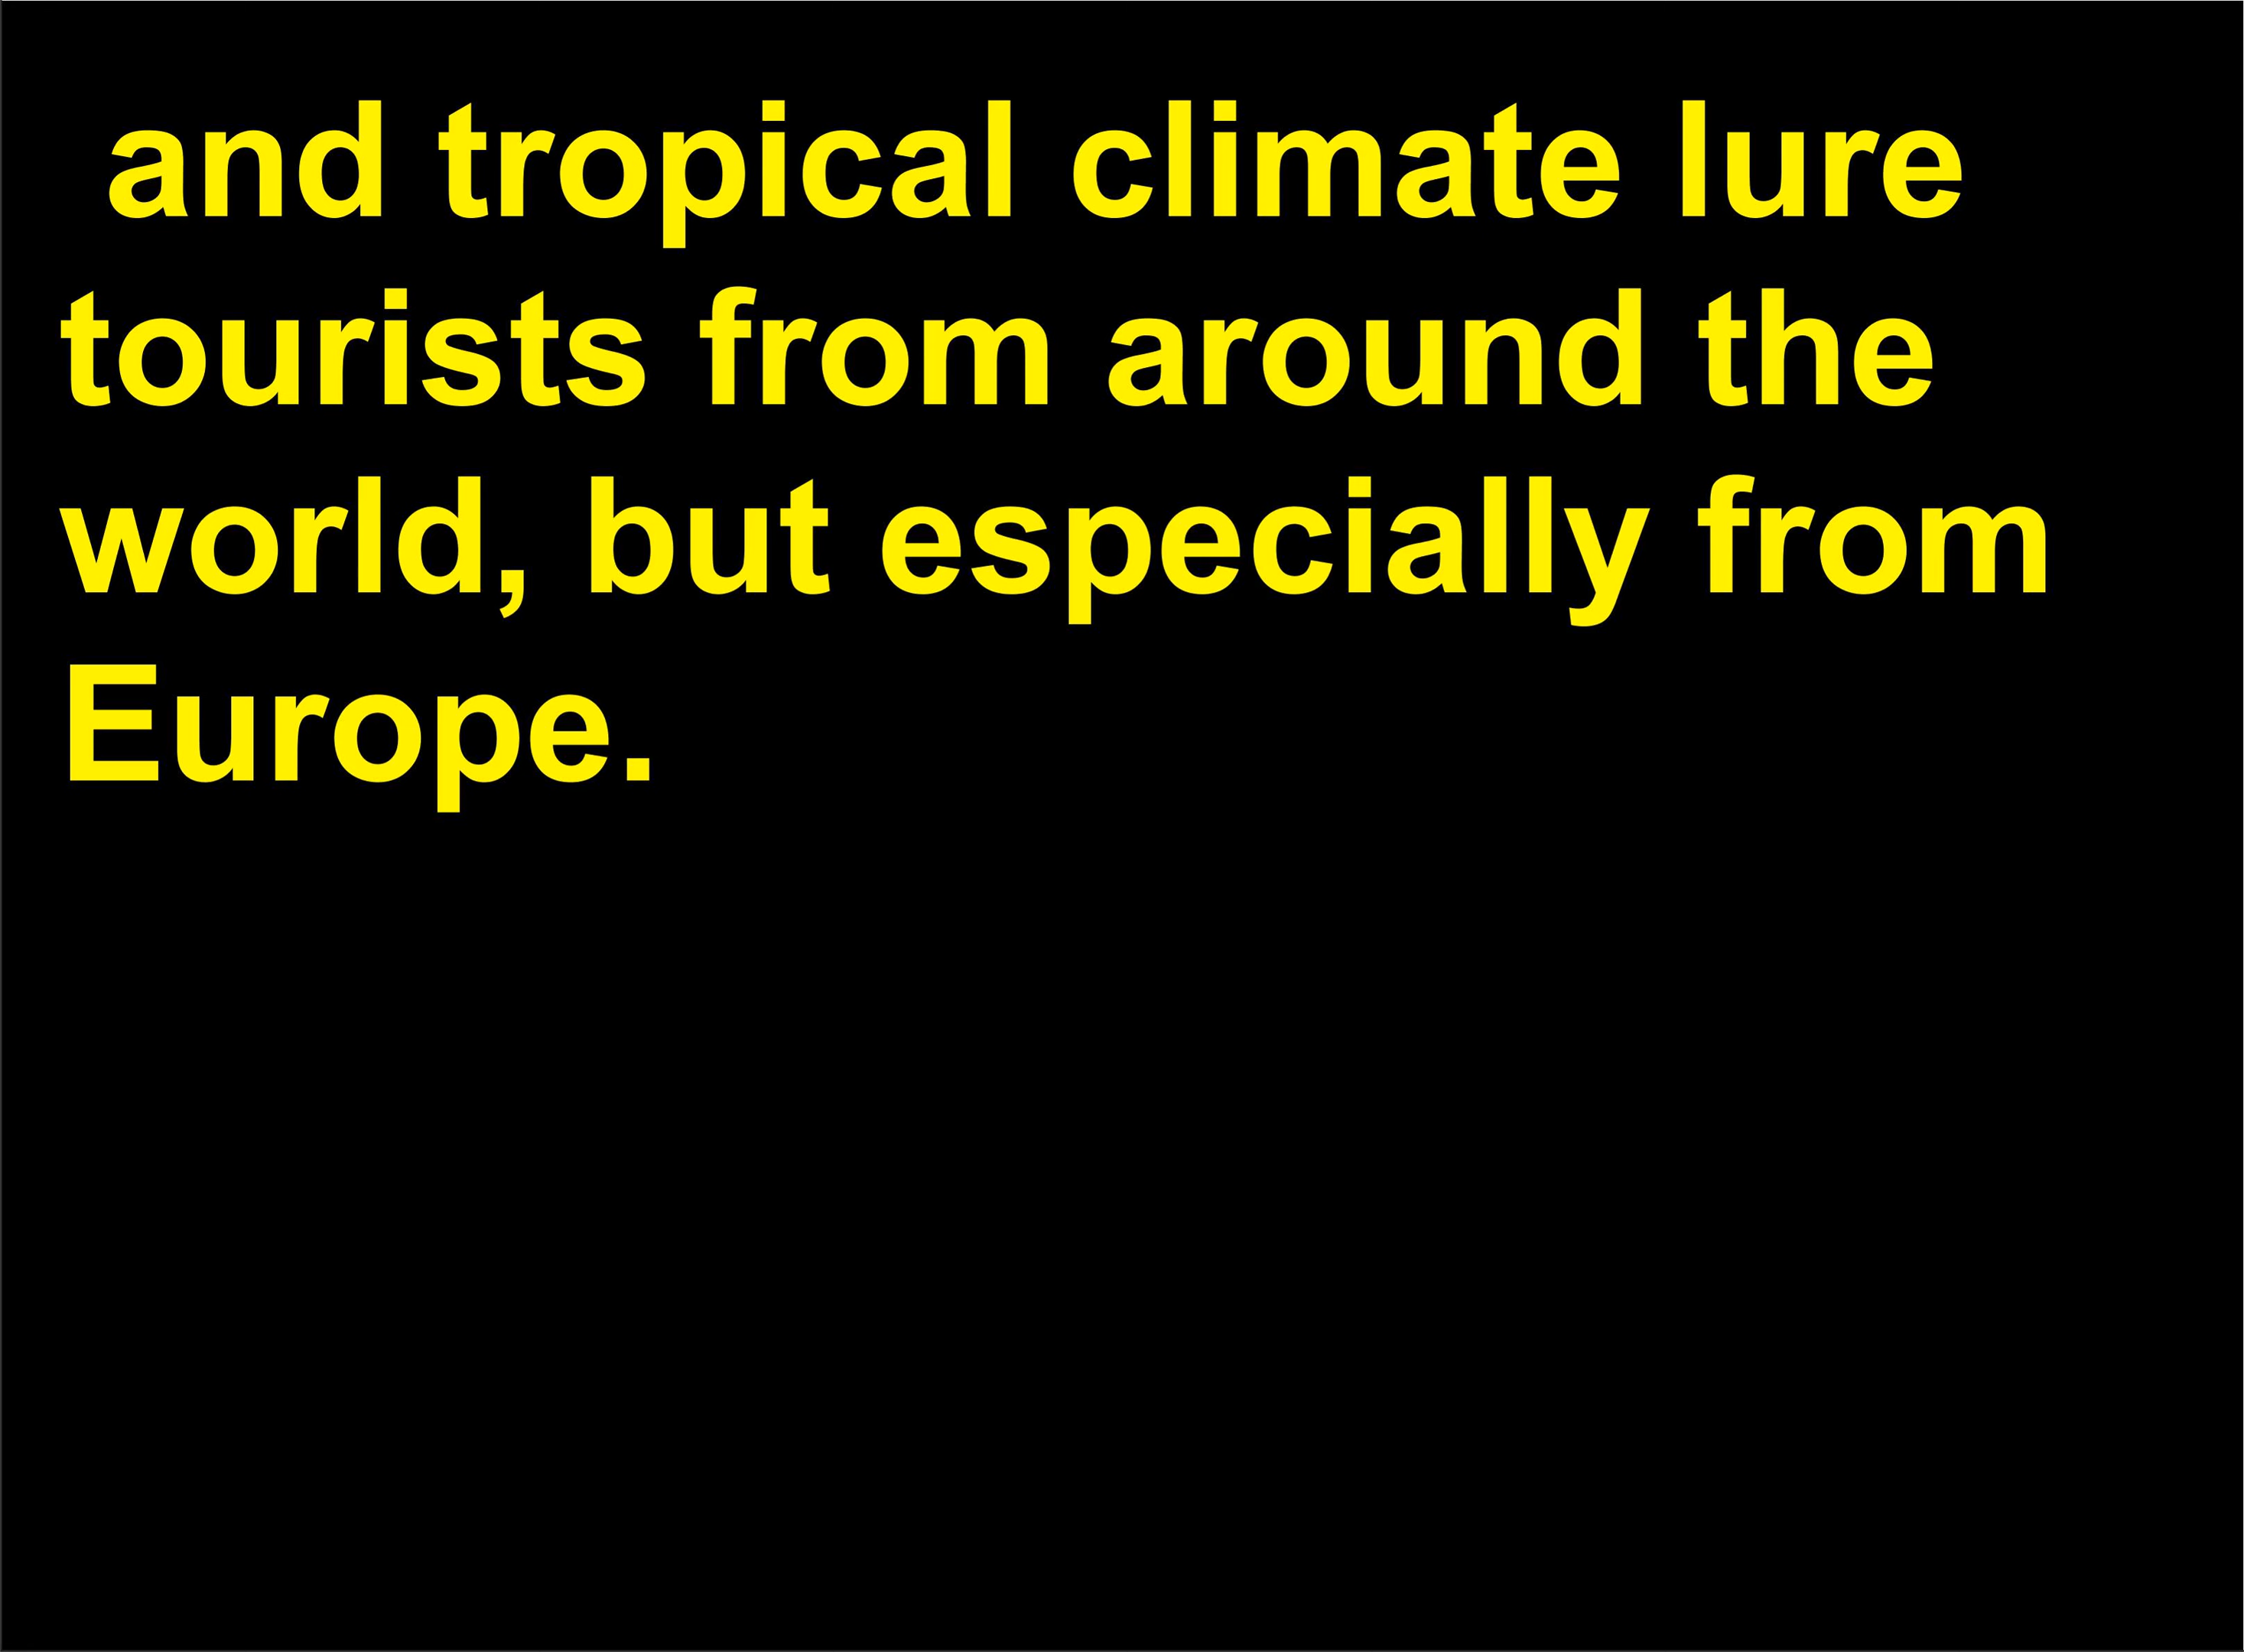 and tropical climate lure
tourists from around the
world, but especially from
Europe.